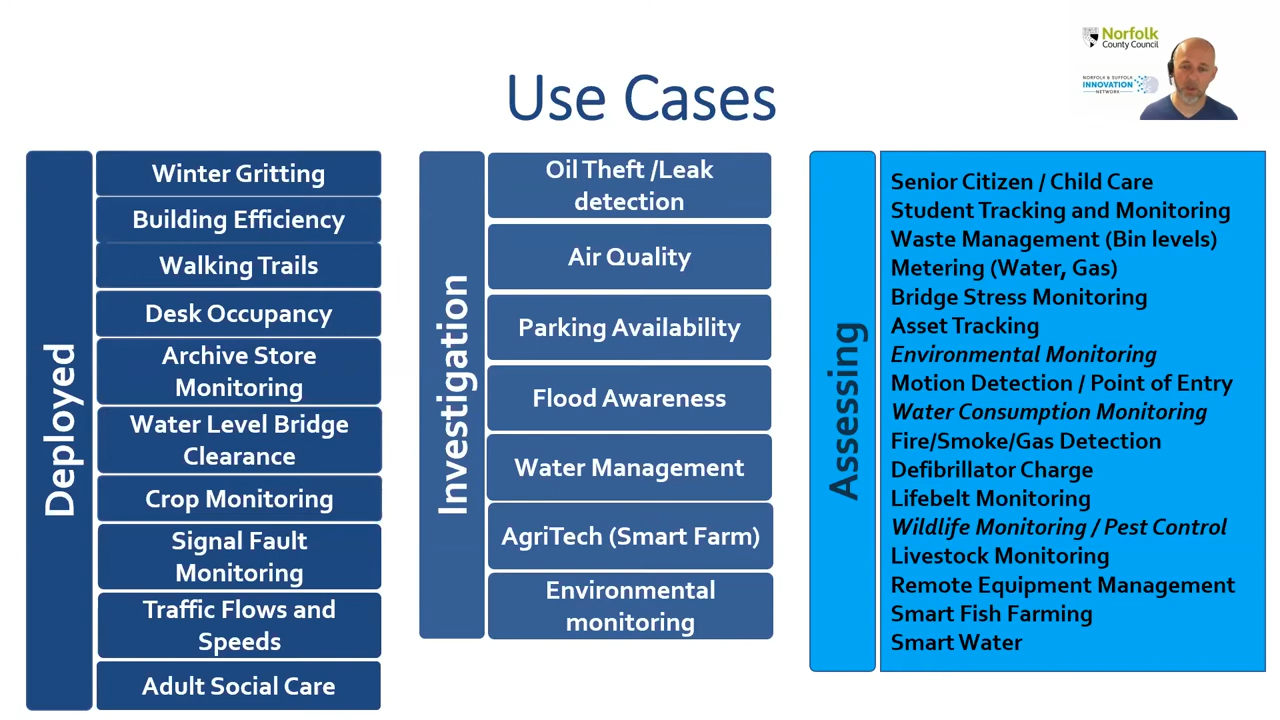 Norfolk
County Council
NORFOLK & SUFFOLK
INNOVATION
NETWORK
Use Cases
Deployed
Winter Gritting
Building Efficiency
Walking Trails
Desk Occupancy
Archive Store
Monitoring
Water Level Bridge
Clearance
Crop Monitoring
Signal Fault
Monitoring
Traffic Flows and
Speeds
Adult Social Care
Investigation
Oil Theft /Leak
detection
Air Quality
Parking Availability
Flood Awareness
Water Management
AgriTech (Smart Farm)
Environmental
monitoring
Assessing
Senior Citizen / Child Care
Student Tracking and Monitoring
Waste Management (Bin levels)
Metering (Water, Gas)
Bridge Stress Monitoring
Asset Tracking
Environmental Monitoring
Motion Detection / Point of Entry
Water Consumption Monitoring
Fire/Smoke/Gas Detection
Defibrillator Charge
Lifebelt Monitoring
Wildlife Monitoring / Pest Control
Livestock Monitoring
Remote Equipment Management
Smart Fish Farming
Smart Water